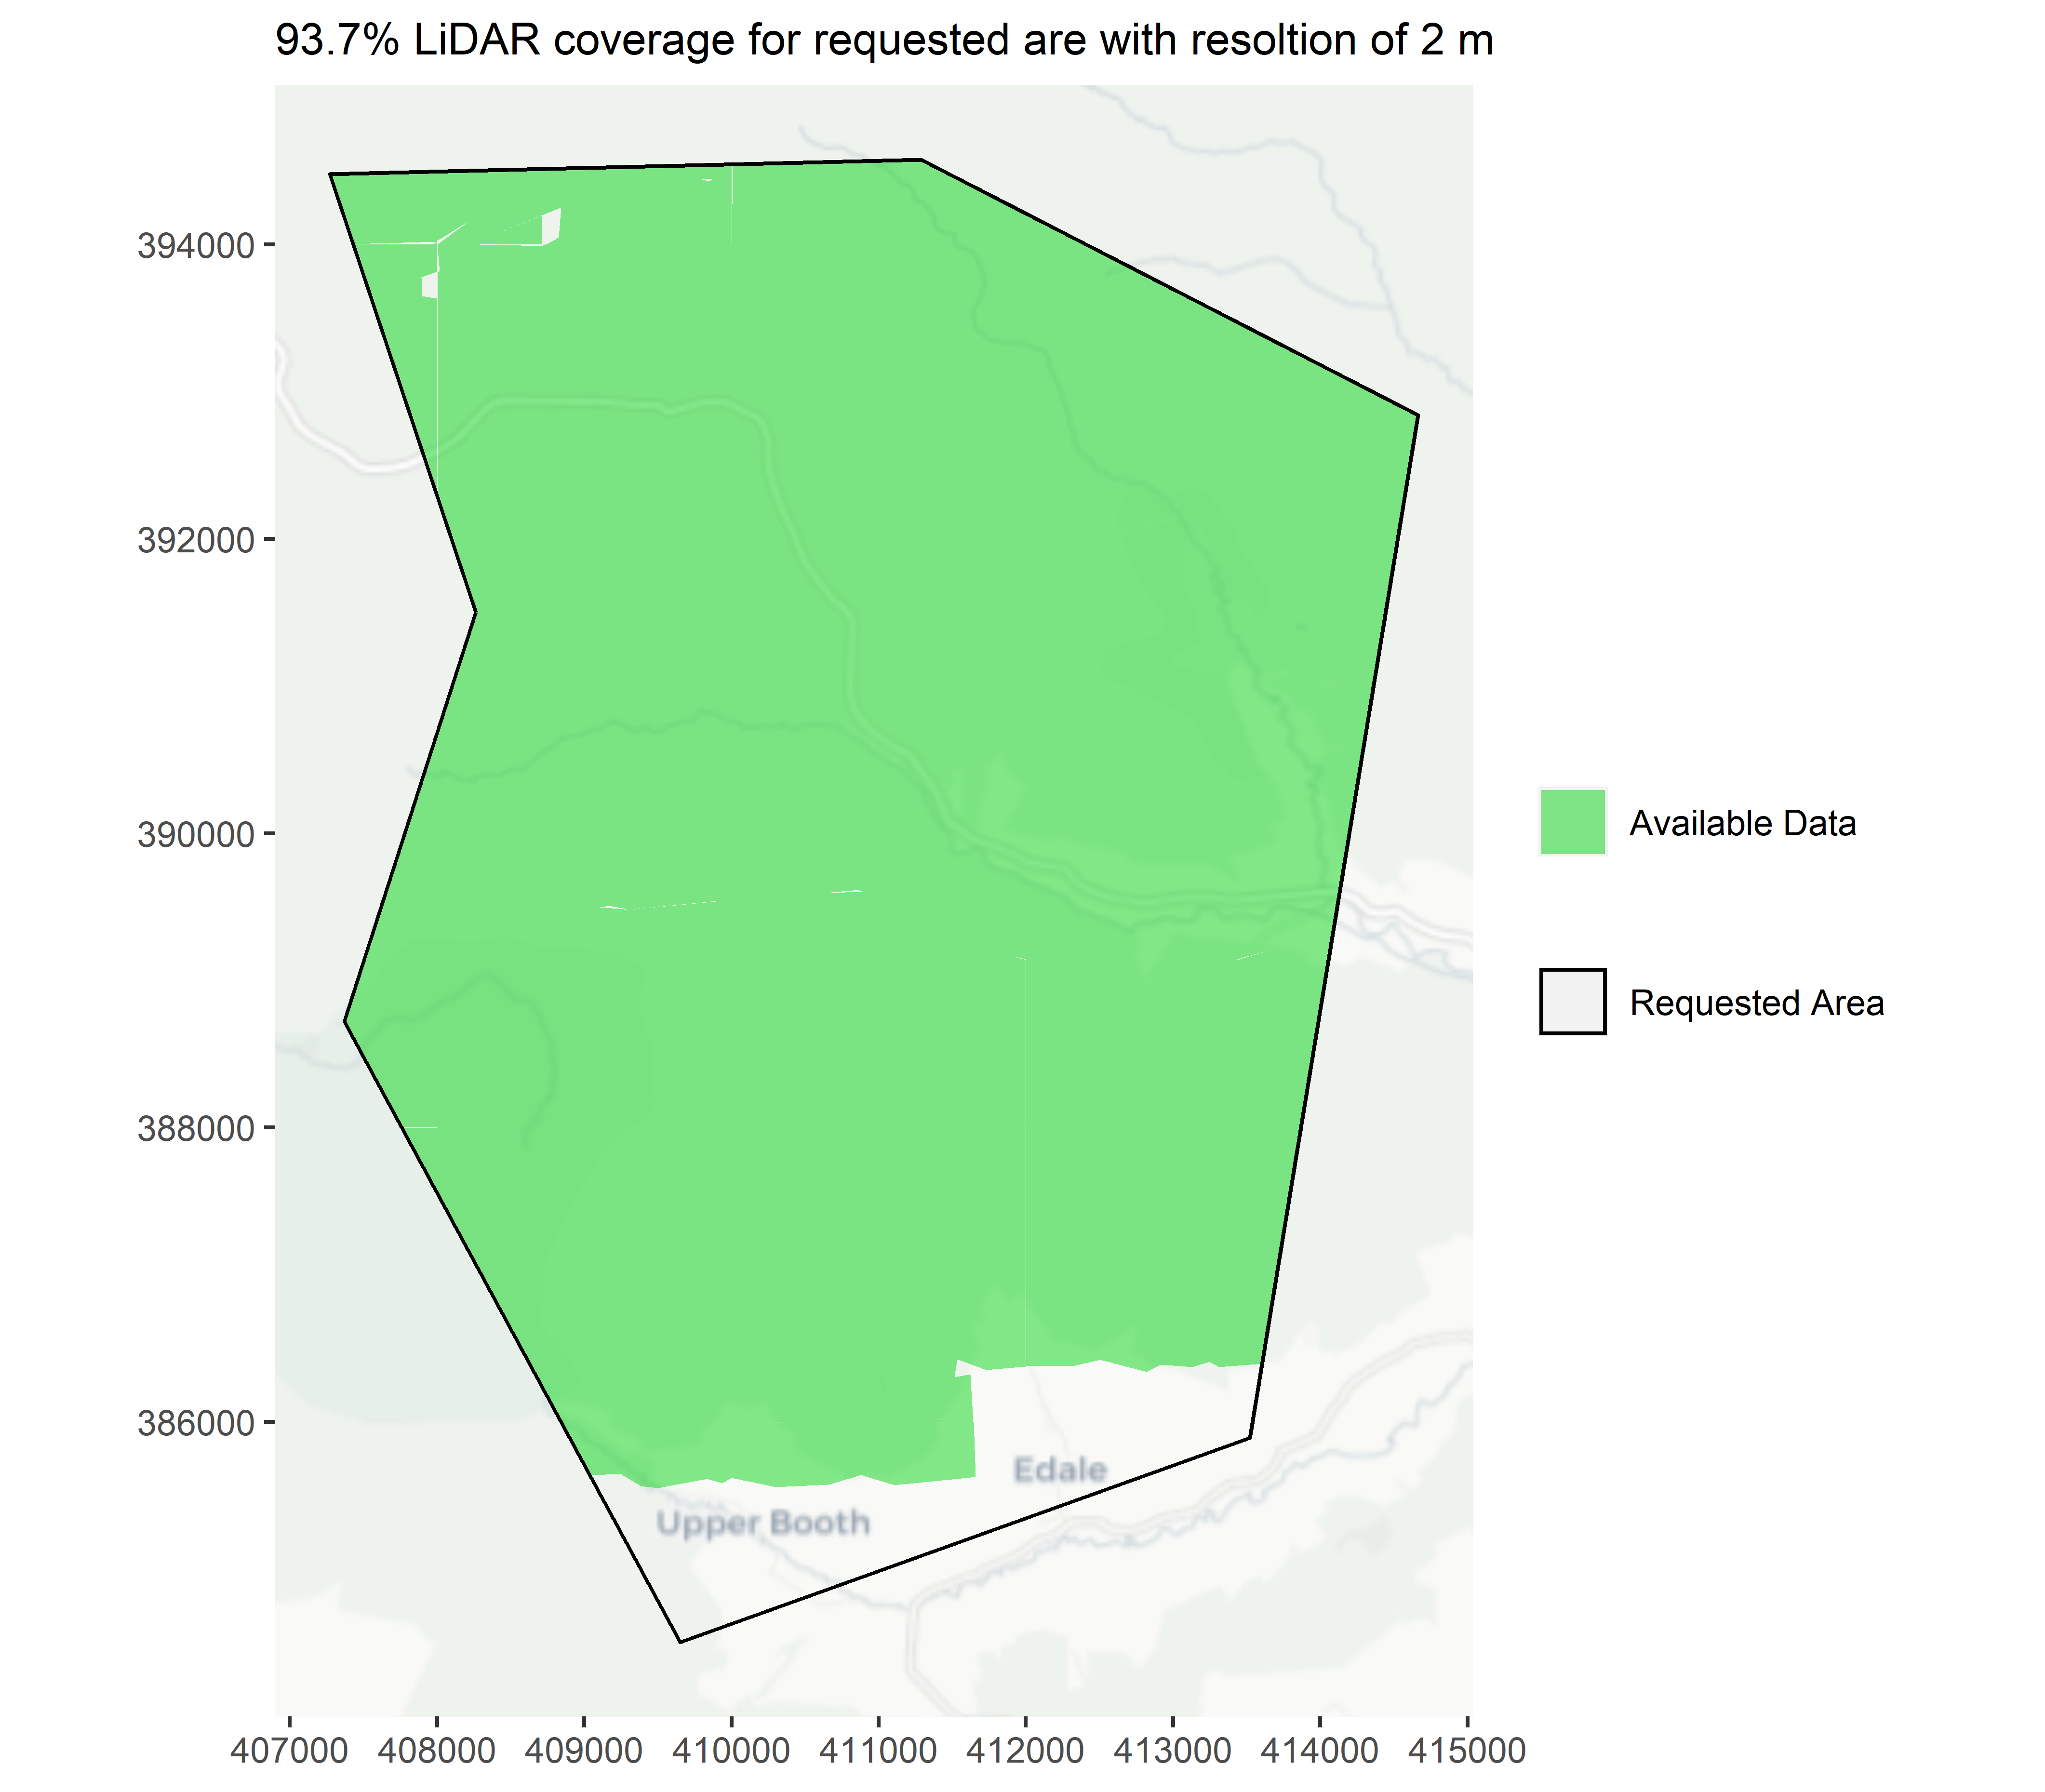 93.7% LiDAR coverage for requested are with resoltion of 2 m
394000
392000
390000
388000
386000
Edale
Upper Booth
407000 408000 409000 410000 411000 412000 413000 414000 415000
Available Data
Requested Area